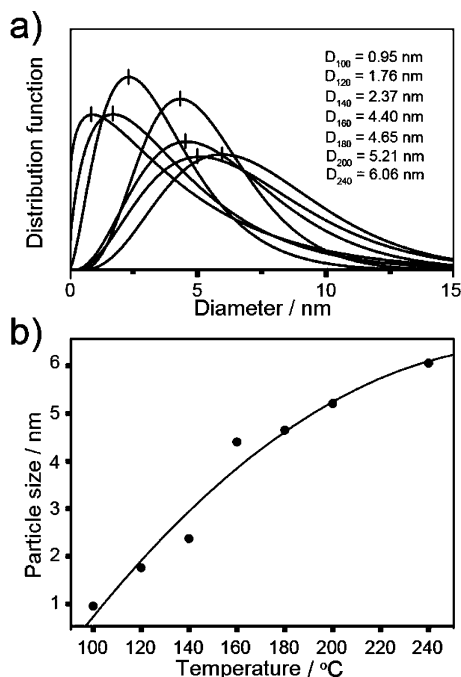 a)
Distribution function
D₁₀₀ = 0.95 nm
D₁₂₀ = 1.76 nm
D₁₄₀ = 2.37 nm
D₁₆₀ = 4.40 nm
D₁₈₀ = 4.65 nm
D₂₀₀ = 5.21 nm
D₂₄₀ = 6.06 nm
0 5 10 15
Diameter / nm
b)
Particle size / nm
6
5
4
3
2
1
100 120 140 160 180 200 220 240
Temperature / ºC